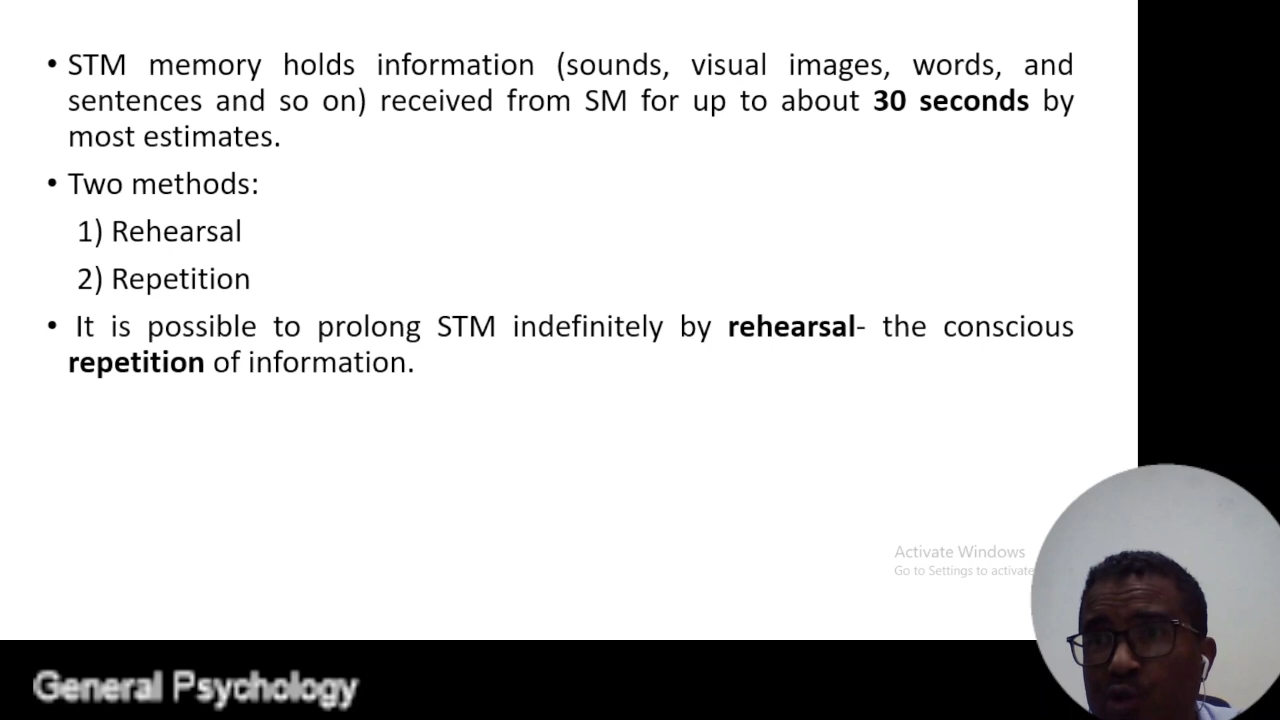 • STM memory holds information (sounds, visual images, words, and
sentences and so on) received from SM for up to about 30 seconds by
most estimates.
• Two methods:
1) Rehearsal
2) Repetition
• It is possible to prolong STM indefinitely by rehearsal- the conscious
repetition of information.
Activate Windows
Go to Settings to activate
General Psychology